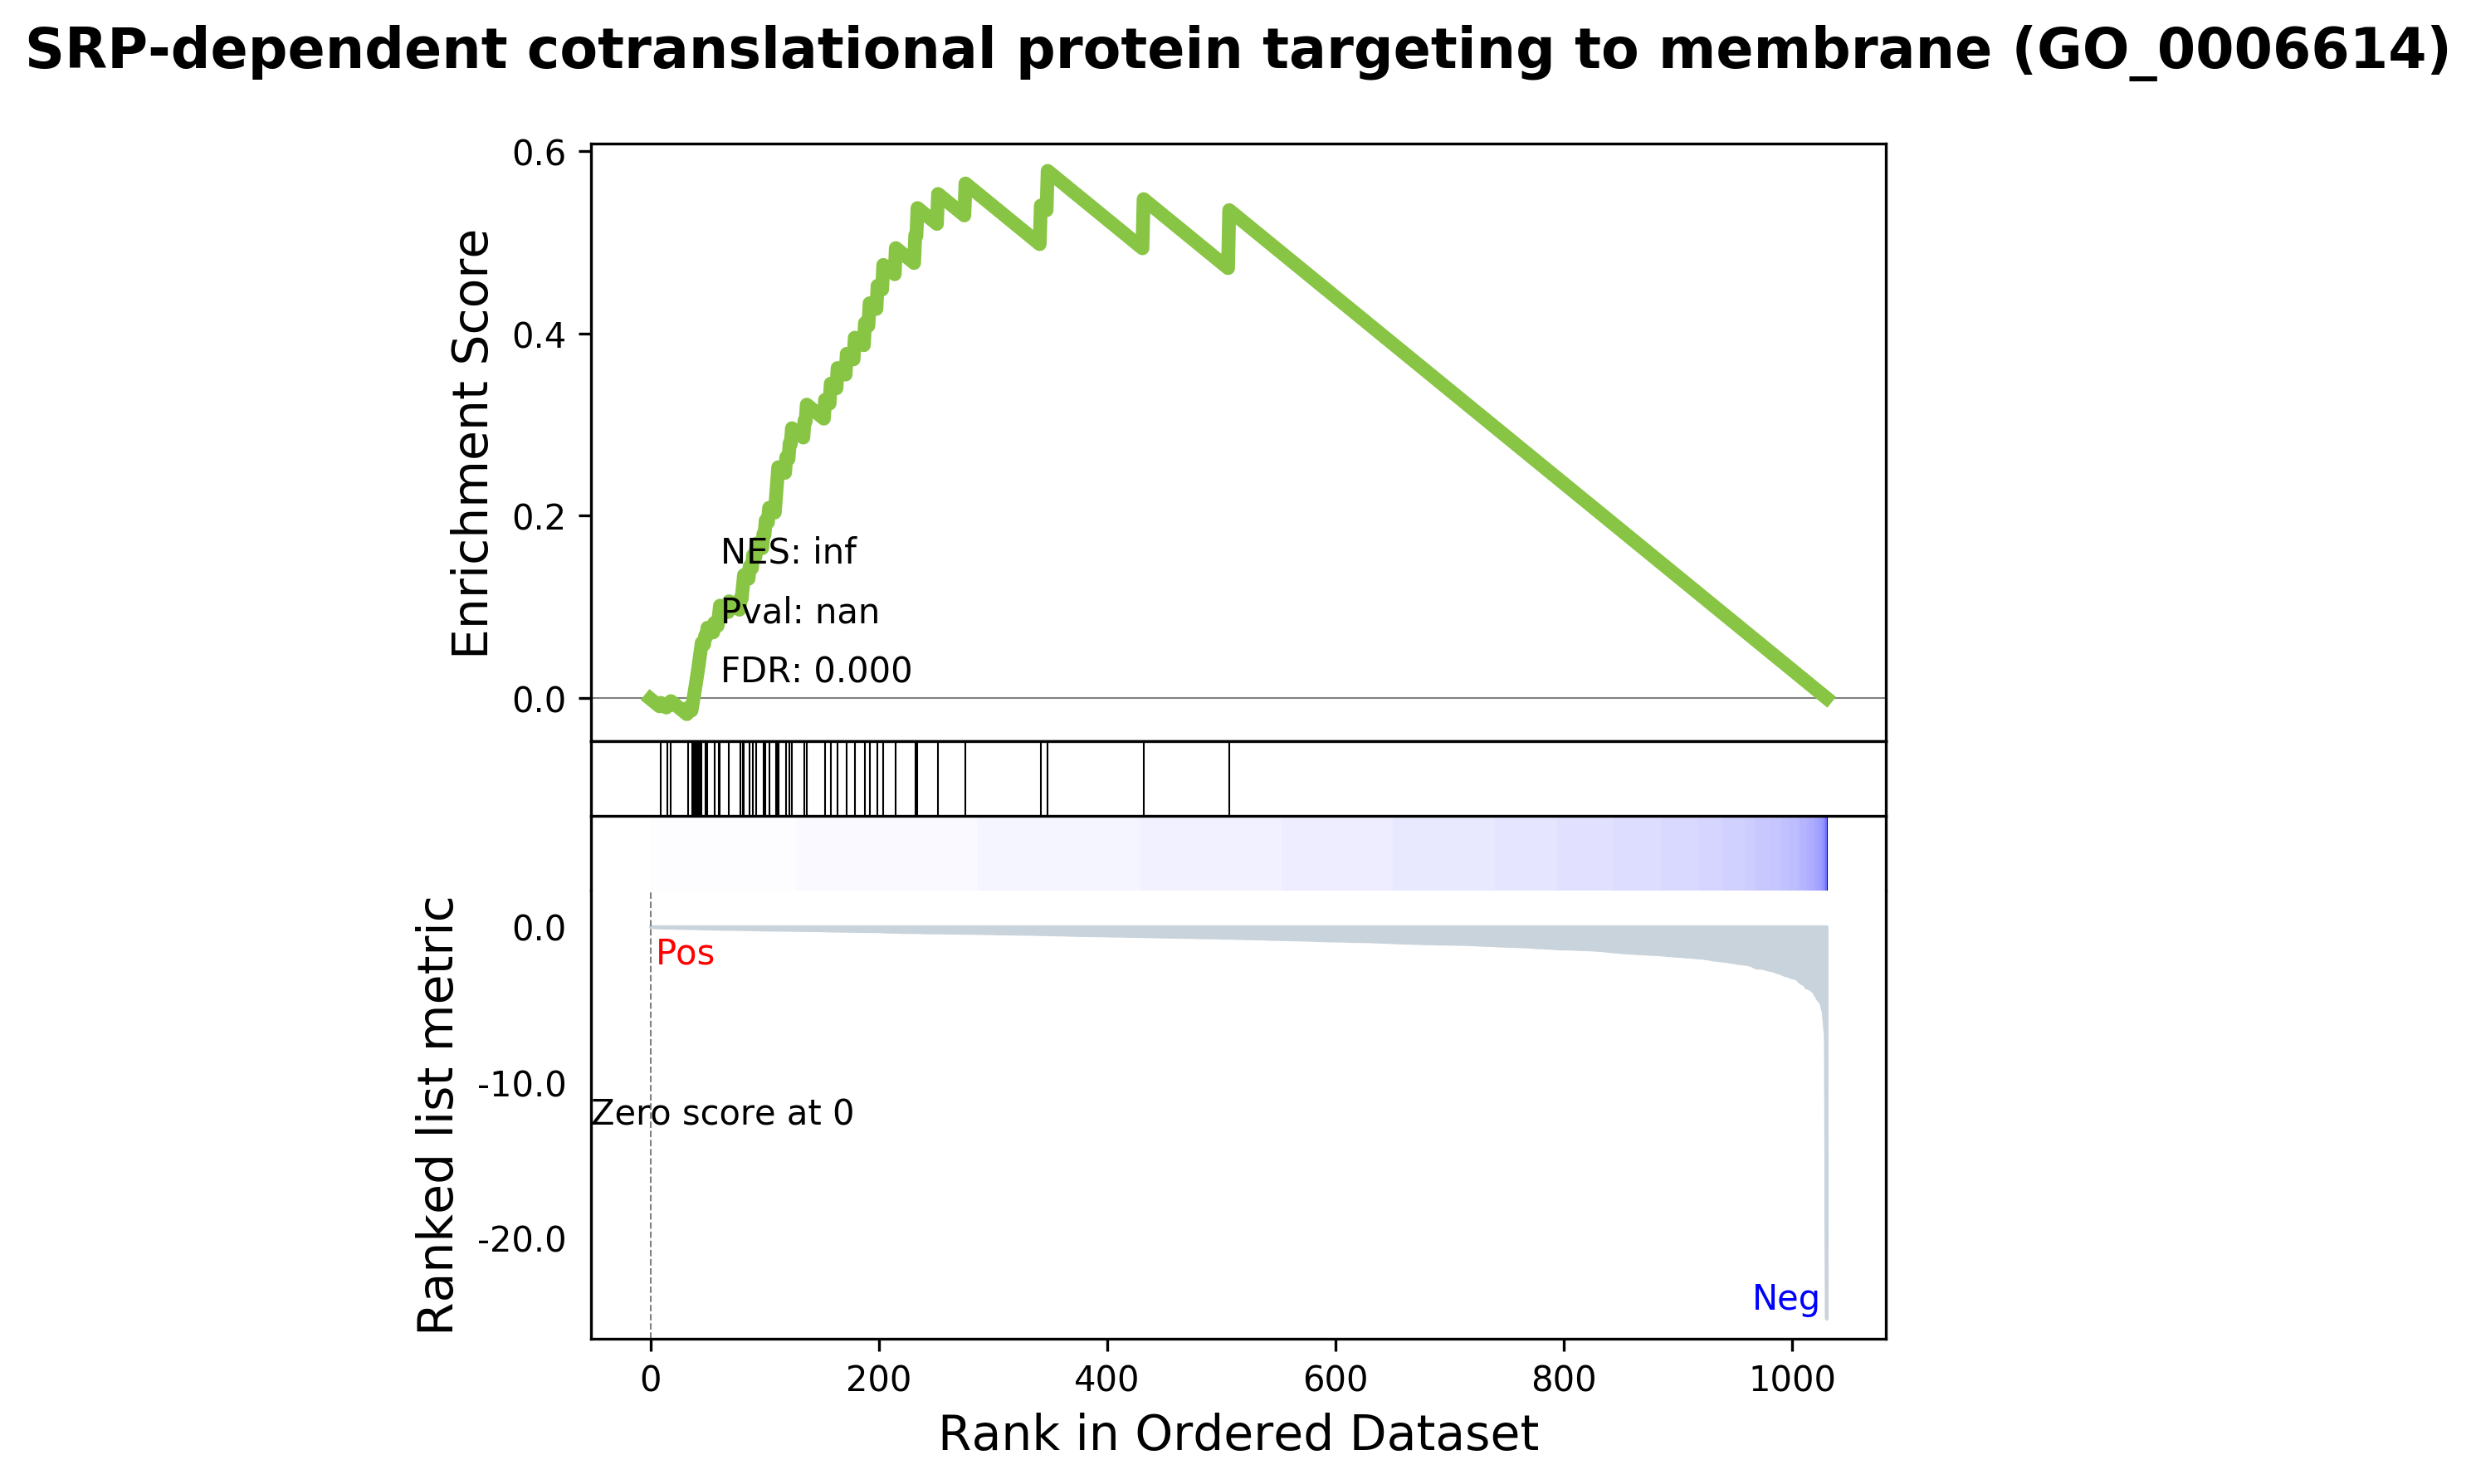 SRP-dependent cotranslational protein targeting to membrane (GO_0006614)
0.6
0.4
0.2
0.0
Enrichment Score
NES: inf
Pval: nan
FDR: 0.000
0.0
-10.0
-20.0
Ranked list metric
Pos
Zero score at 0
Neg
0 200 400 600 800 1000
Rank in Ordered Dataset